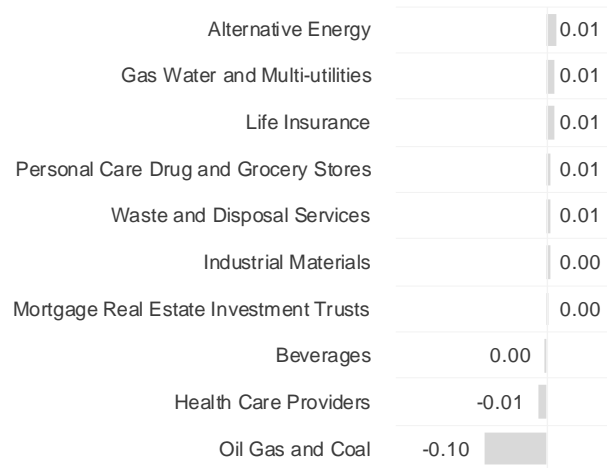 Alternative Energy 0.01
Gas Water and Multi-utilities 0.01
Life Insurance 0.01
Personal Care Drug and Grocery Stores 0.01
Waste and Disposal Services 0.01
Industrial Materials 0.00
Mortgage Real Estate Investment Trusts 0.00
Beverages 0.00
Health Care Providers -0.01
Oil Gas and Coal -0.10